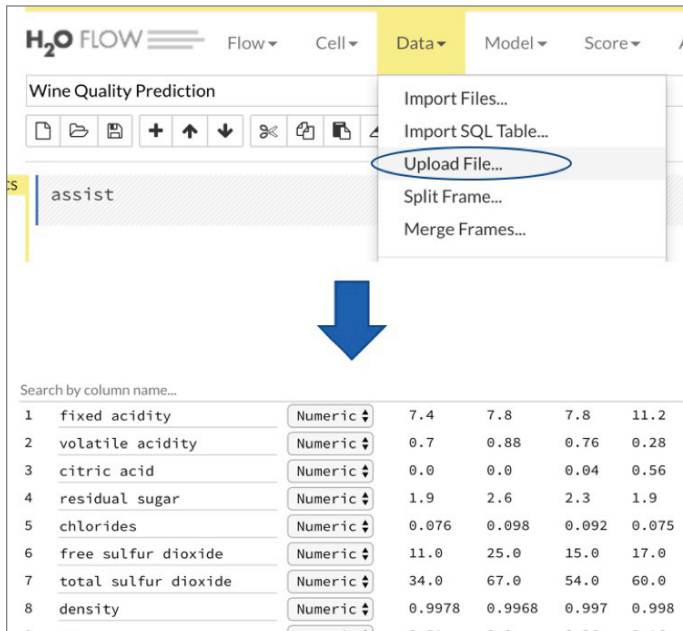 H2O FLOW Flow Cell Data Model Score
Wine Quality Prediction
Import Files...
Import SQL Table...
Upload File...
Split Frame...
Merge Frames...
CS
assist
Search by column name...
1 fixed acidity Numeric 7.4 7.8 7.8 11.2
2 volatile acidity Numeric 0.7 0.88 0.76 0.28
3 citric acid Numeric 0.0 0.0 0.04 0.56
4 residual sugar Numeric 1.9 2.6 2.3 1.9
5 chlorides Numeric 0.076 0.098 0.092 0.075
6 free sulfur dioxide Numeric 11.0 25.0 15.0 17.0
7 total sulfur dioxide Numeric 34.0 67.0 54.0 60.0
8 density Numeric 0.9978 0.9968 0.997 0.998